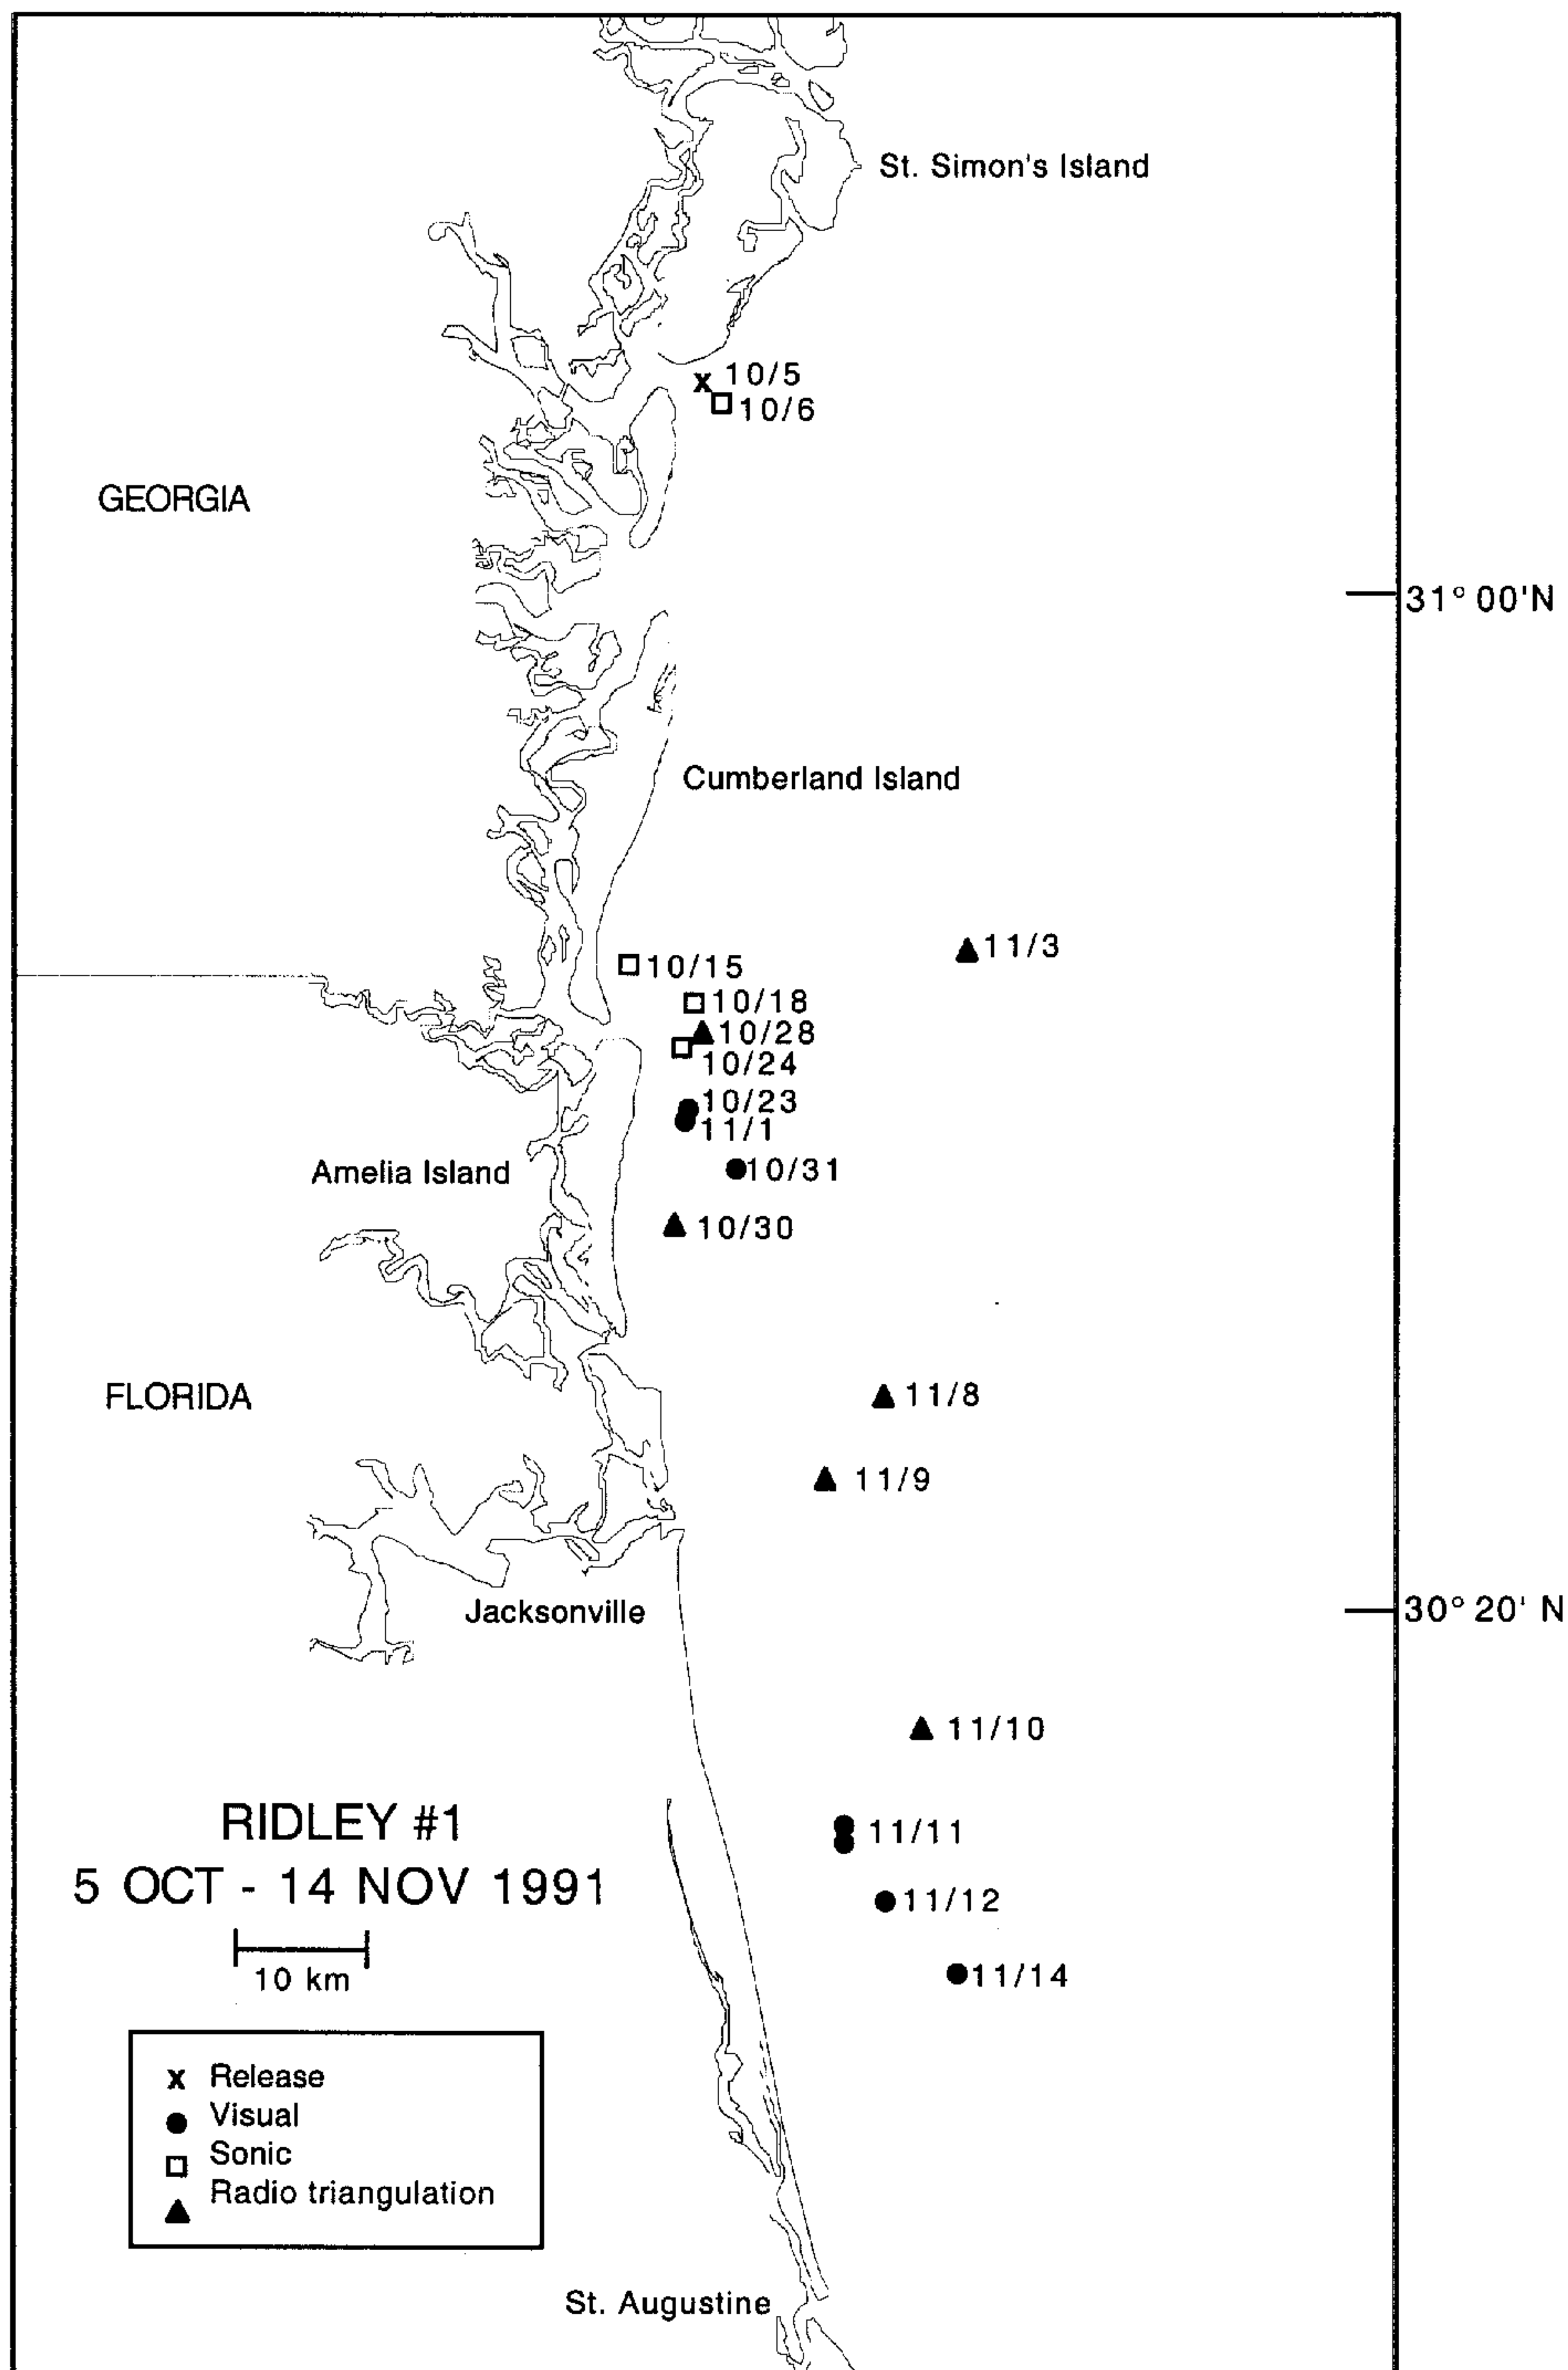 St. Simon's Island
x 10/5
10/6
GEORGIA
31° 00'N
Cumberland Island
11/3
10/15
10/18
10/28
10/24
10/23
11/1
Amelia Island
10/31
10/30
FLORIDA
11/8
11/9
Jacksonville
30° 20' N
11/10
RIDLEY #1
11/11
5 OCT - 14 NOV 1991
11/12
11/14
10 km
x Release
Visual
Sonic
Radio triangulation
St. Augustine